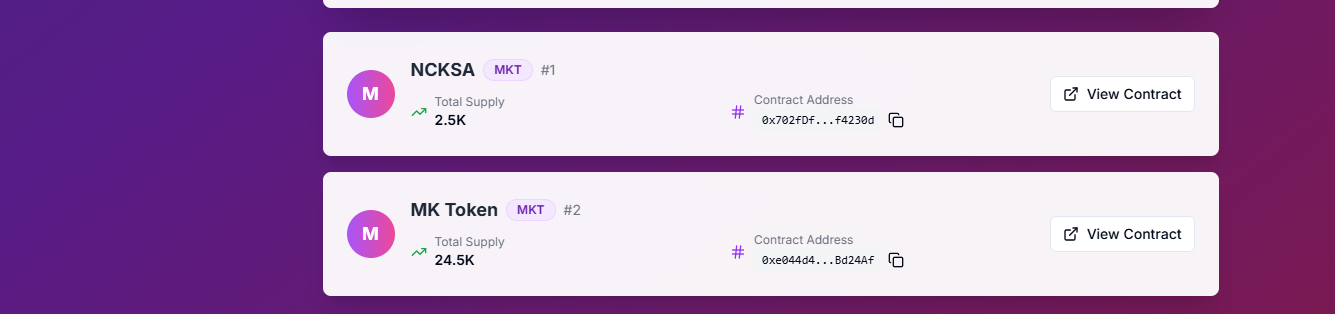 M
NCKSA MKT #1
Total Supply
2.5K
Contract Address
0x702fDf...f4230d
View Contract
M
MK Token MKT #2
Total Supply
24.5K
Contract Address
0xe044d4...Bd24Af
View Contract